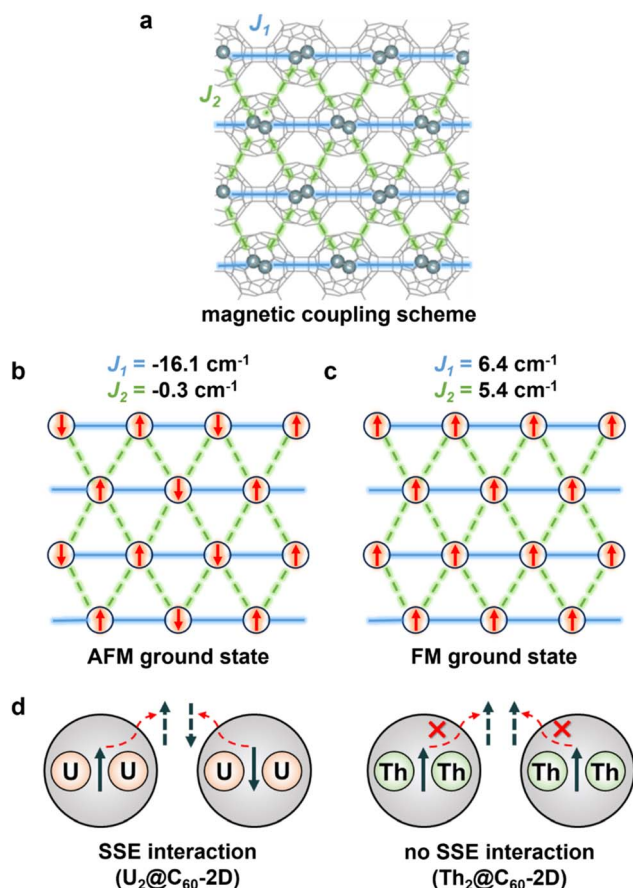 a
J₁
J₂
magnetic coupling scheme
b
J₁ = -16.1 cm⁻¹
J₂ = -0.3 cm⁻¹
c
J₁ = 6.4 cm⁻¹
J₂ = 5.4 cm⁻¹
AFM ground state
FM ground state
d
U U U U
Th Th Th Th
SSE interaction
(U₂@C₆₀-2D)
no SSE interaction
(Th₂@C₆₀-2D)